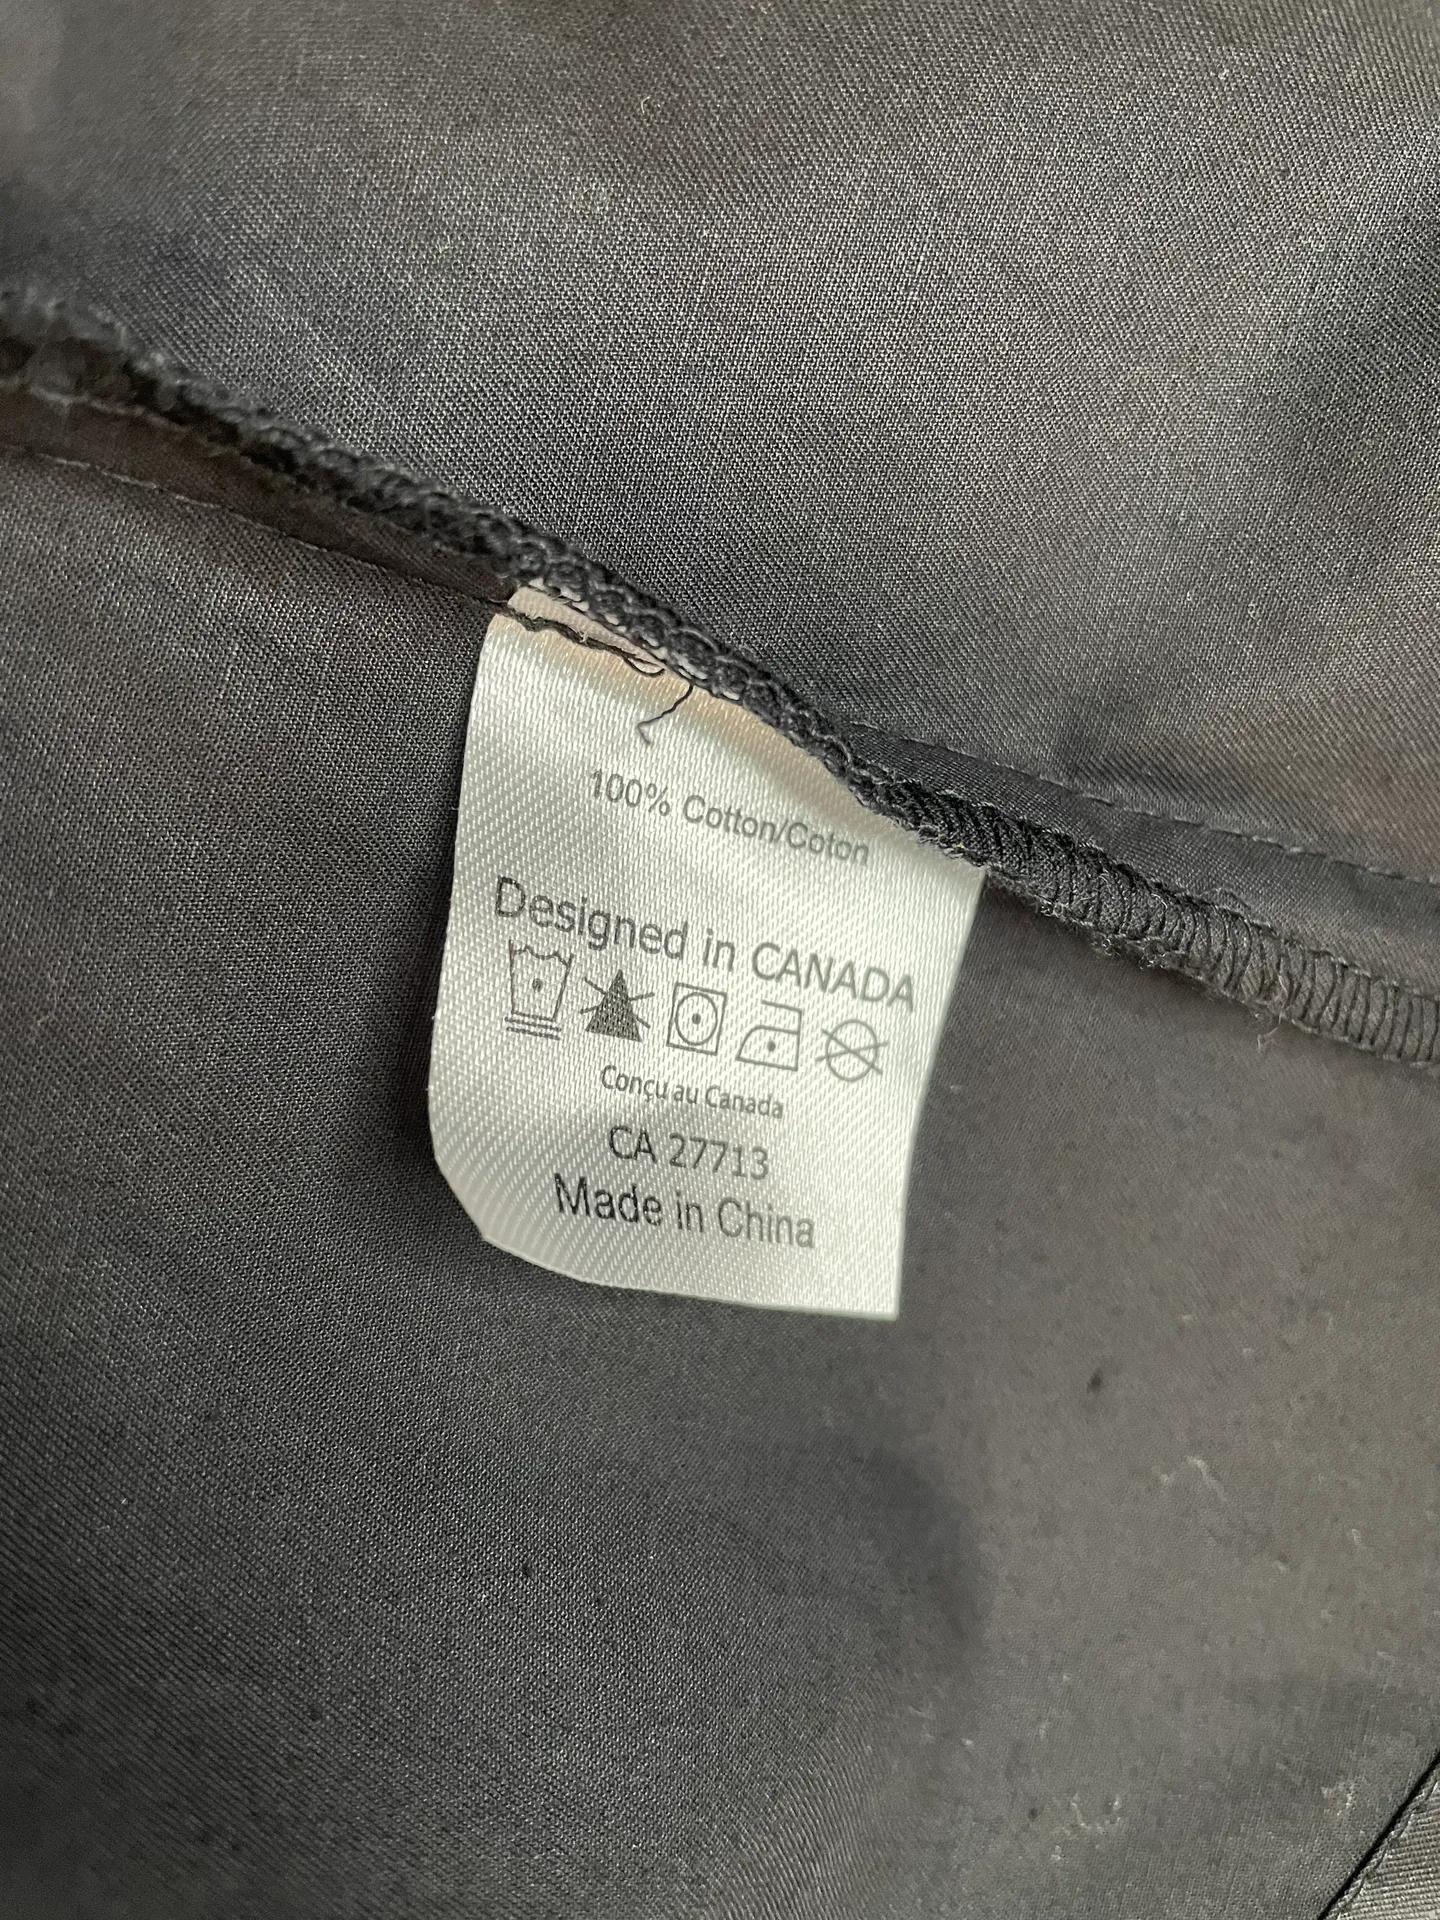 100% Cotton/Coton
Designed in CANADA
Conçu au Canada
CA 27713
Made in China